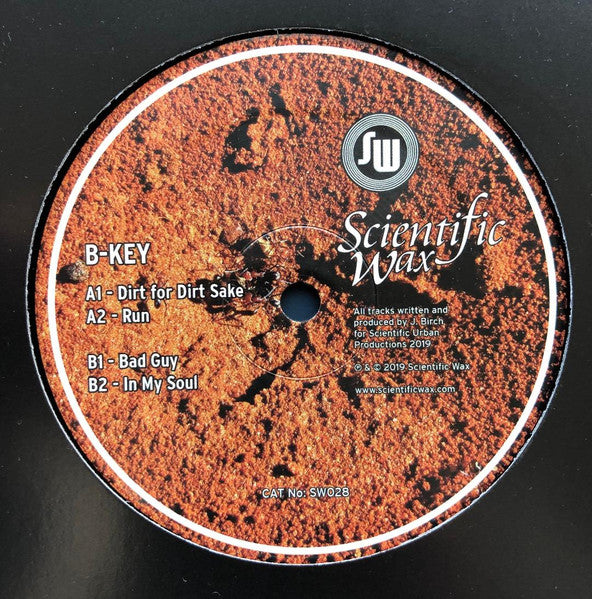 SW
Scientific
Wax
B-KEY
A1 - Dirt for Dirt Sake
A2 - Run
B1 - Bad Guy
B2 - In My Soul
All tracks written and
produced by J. Birch
for Scientific Urban
Productions 2019
℗ & © 2019 Scientific Wax
www.scientificwax.com
CAT No: SW028